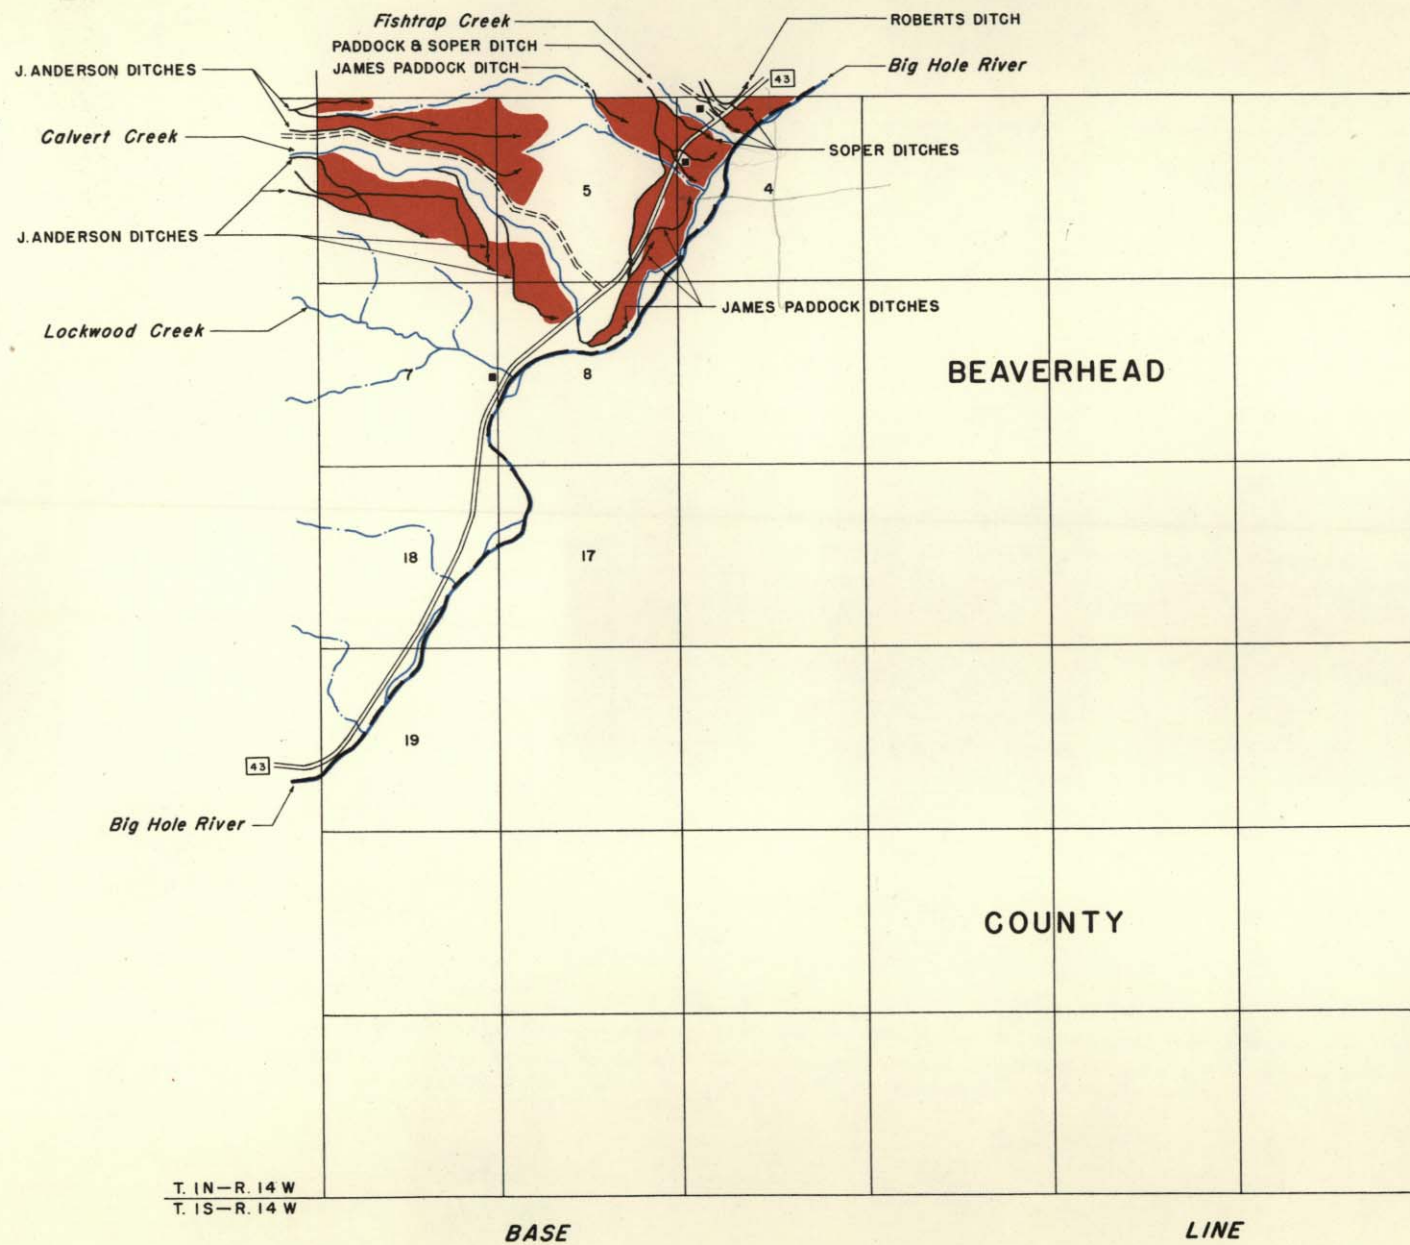 Fishtrap Creek
ROBERTS DITCH
PADDOCK & SOPER DITCH
J. ANDERSON DITCHES
JAMES PADDOCK DITCH
Big Hole River
43
Calvert Creek
SOPER DITCHES
5
4
J. ANDERSON DITCHES
JAMES PADDOCK DITCHES
Lockwood Creek
7
8
BEAVERHEAD
18
17
19
43
Big Hole River
COUNTY
T. 1N-R. 14 W
T. 1S-R. 14 W
BASE
LINE